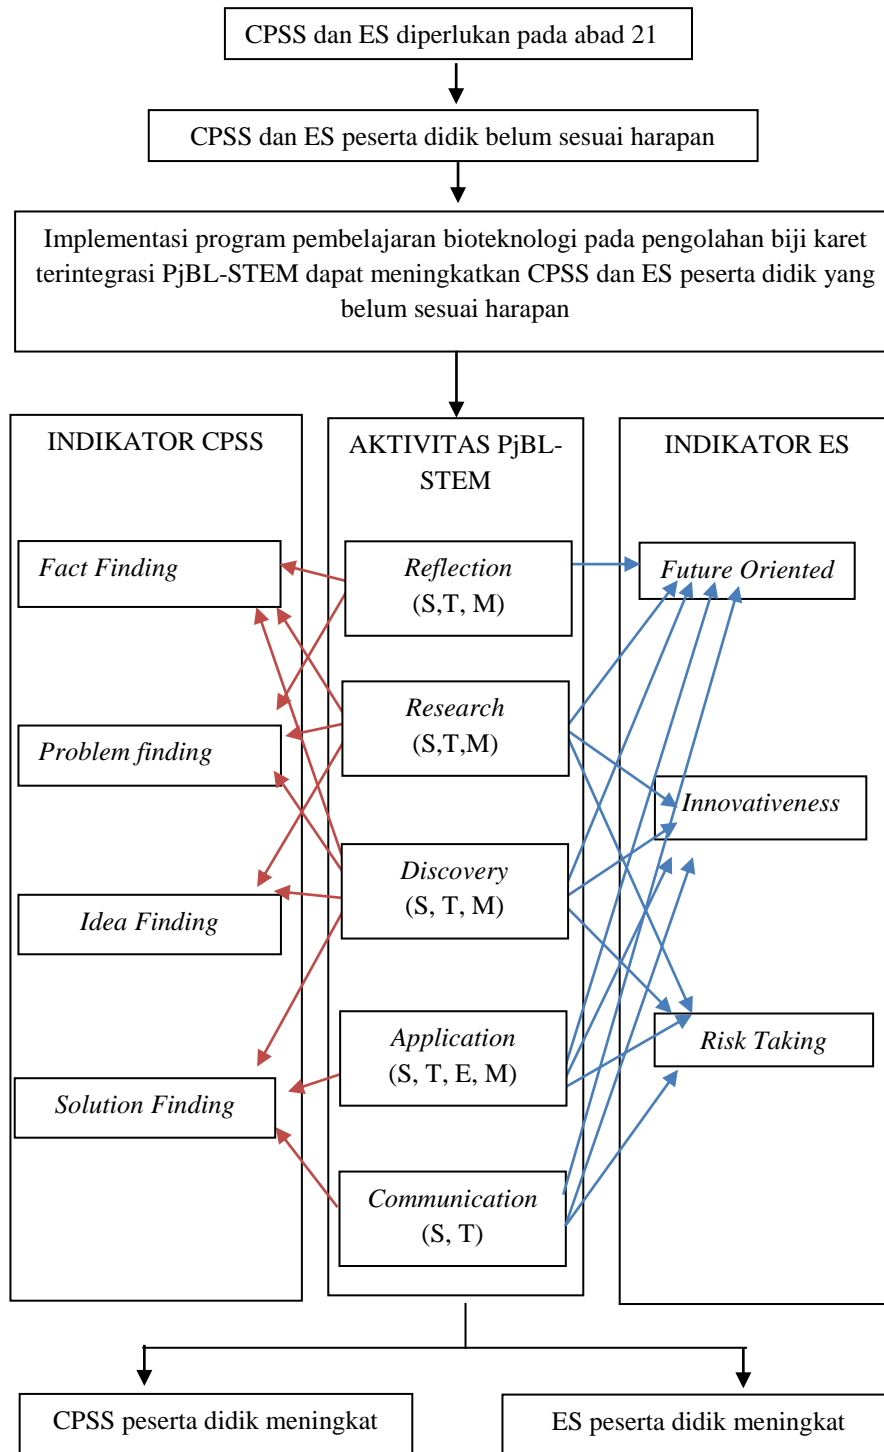 CPSS dan ES diperlukan pada abad 21
CPSS dan ES peserta didik belum sesuai harapan
Implementasi program pembelajaran bioteknologi pada pengolahan biji karet
terintegrasi PjBL-STEM dapat meningkatkan CPSS dan ES peserta didik yang
belum sesuai harapan
INDIKATOR CPSS
Fact Finding
Problem finding
Idea Finding
Solution Finding
AKTIVITAS PjBL-
STEM
Reflection
(S,T, M)
Research
(S,T,M)
Discovery
(S, T, M)
Application
(S, T, E, M)
Communication
(S, T)
INDIKATOR ES
Future Oriented
Innovativeness
Risk Taking
CPSS peserta didik meningkat
ES peserta didik meningkat